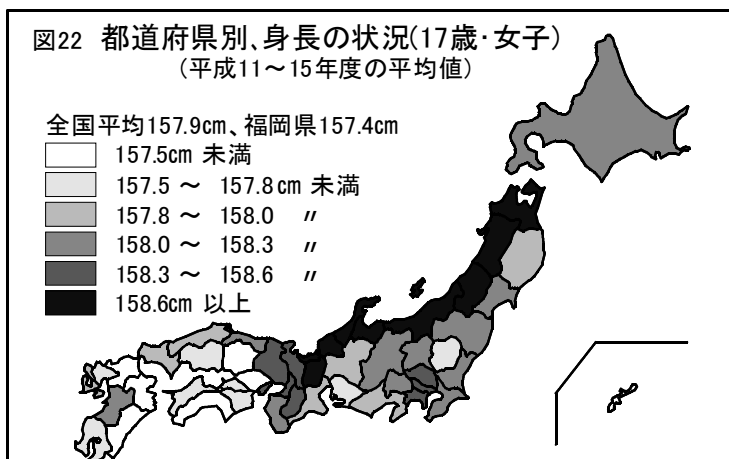 図22 都道府県別、身長の状況(17歳・女子)
(平成11～15年度の平均値)
全国平均157.9cm、福岡県157.4cm
157.5cm 未満
157.5 ～ 157.8cm 未満
157.8 ～ 158.0 〃
158.0 ～ 158.3 〃
158.3 ～ 158.6 〃
158.6cm 以上